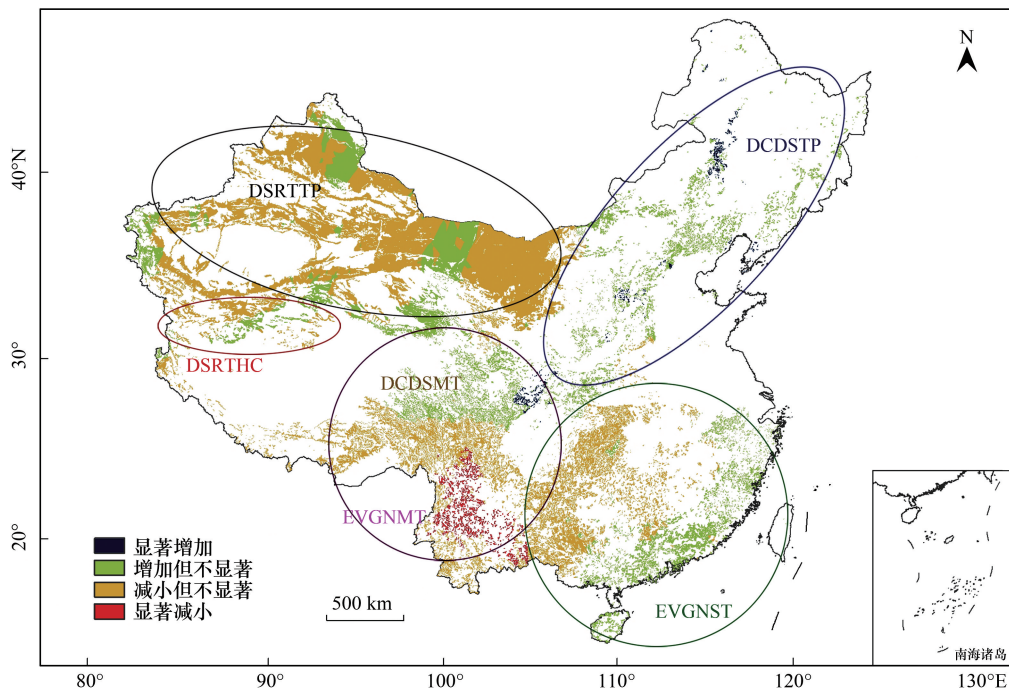 N
40°N
30°
20°
DCDSTP
DSRTTP
DSRTHC
DCDSMT
EVGNMT
EVGNST
显著增加
增加但不显著
减小但不显著
显著减小
500 km
南海诸岛
80°
90°
100°
110°
120°
130°E